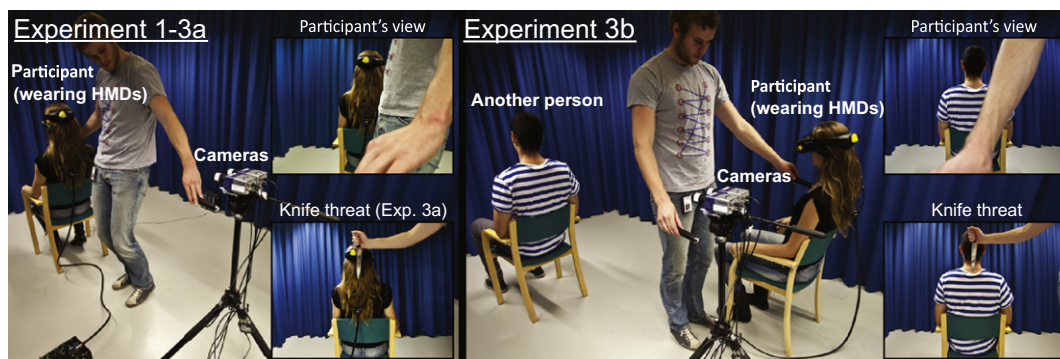 Experiment 1-3a
Participant's view
Participant
(wearing HMDs)
Cameras
Knife threat (Exp. 3a)
Experiment 3b
Participant's view
Another person
Participant
(wearing HMDs)
Cameras
Knife threat